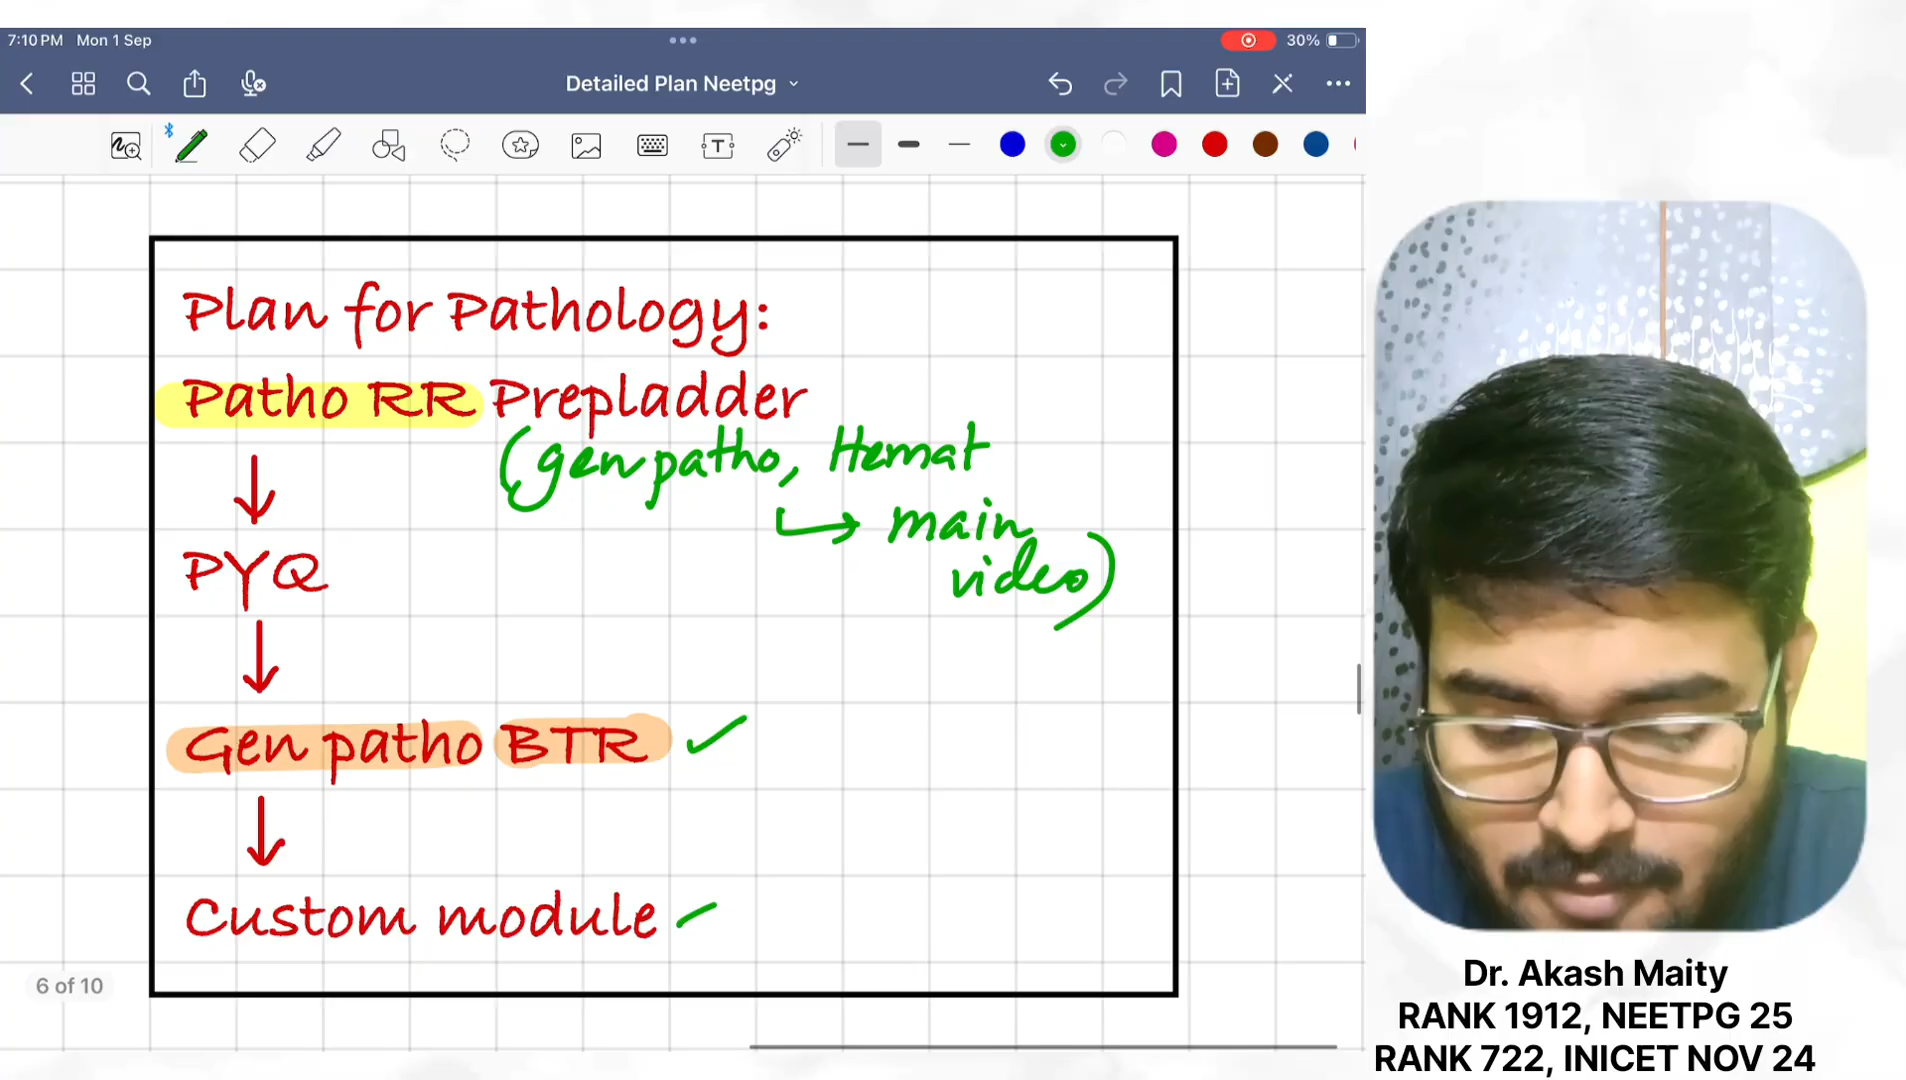 7:10 PM Mon 1 Sep
30%
Detailed Plan Neetpg
T
Plan for Pathology:
Patho RR Prepladder
(gen patho, Hemat
main
video)
PYQ
Gen patho BTR
Custom module
6 of 10
Dr. Akash Maity
RANK 1912, NEETPG 25
RANK 722, INICET NOV 24